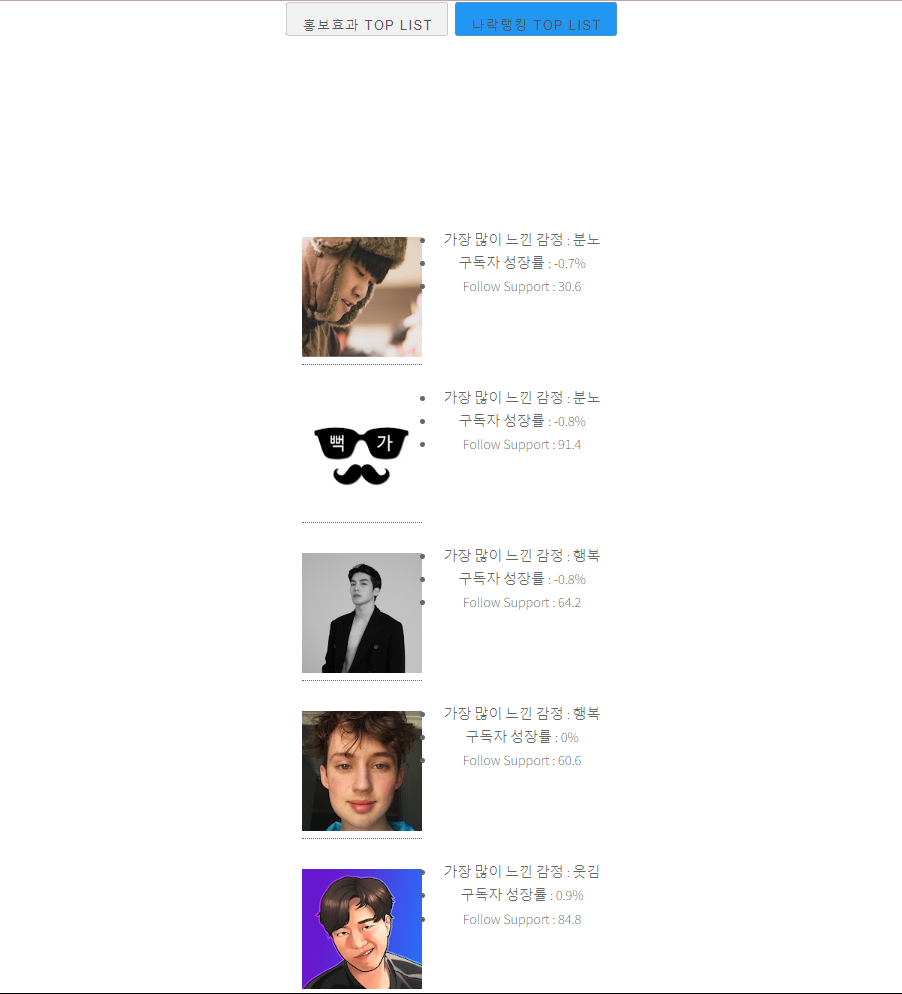 홍보효과 TOP LIST
나락랭킹 TOP LIST
가장 많이 느낀 감정 : 분노
구독자 성장률 : -0.7%
Follow Support : 30.6
뻑 가
가장 많이 느낀 감정 : 분노
구독자 성장률 : -0.8%
Follow Support : 91.4
가장 많이 느낀 감정 : 행복
구독자 성장률 : -0.8%
Follow Support : 64.2
가장 많이 느낀 감정 : 행복
구독자 성장률 : 0%
Follow Support : 60.6
가장 많이 느낀 감정 : 웃김
구독자 성장률 : 0.9%
Follow Support : 84.8